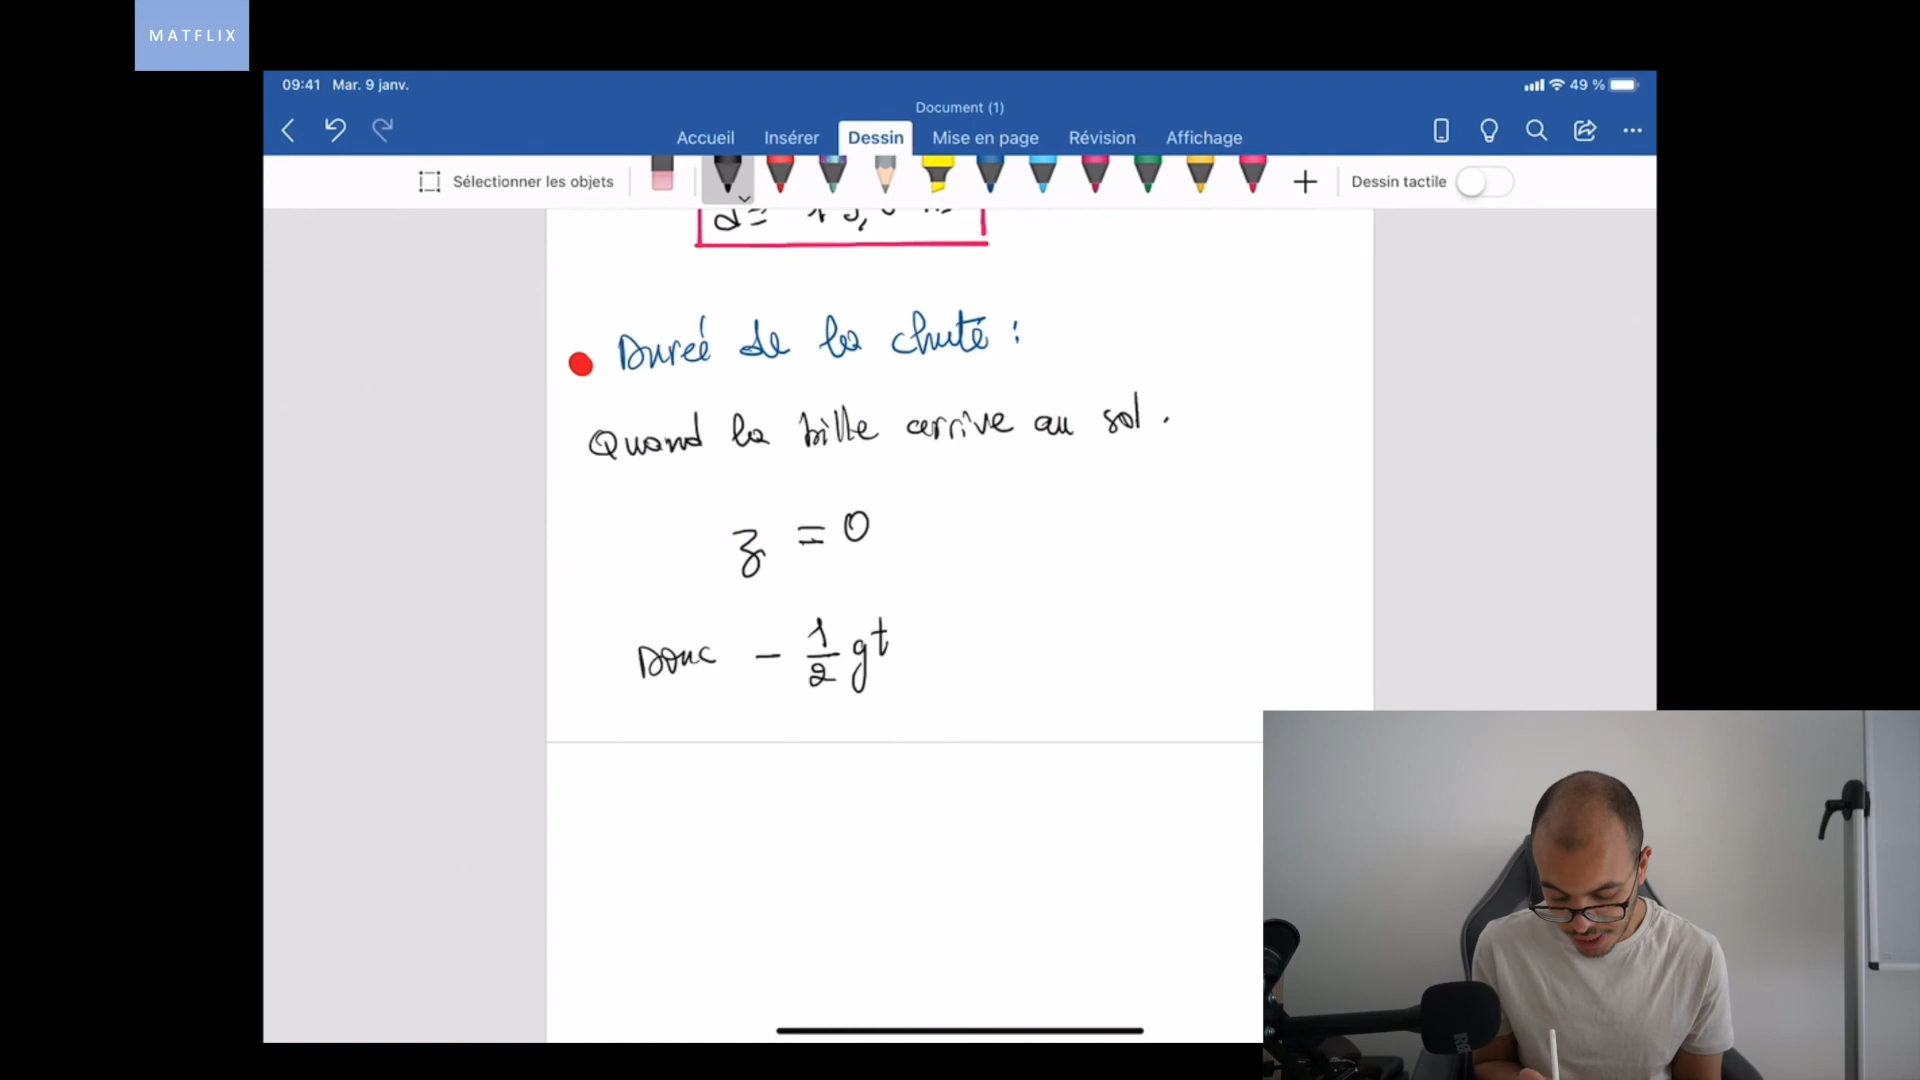 MATFLIX
09:41 Mar. 9 janv.
49 %
Document (1)
Accueil Insérer Dessin Mise en page Révision Affichage
Sélectionner les objets
Dessin tactile
d =
Dureé de la chute :
Quand la bille arrive au sol.
z = 0
Donc - 1/2 gt